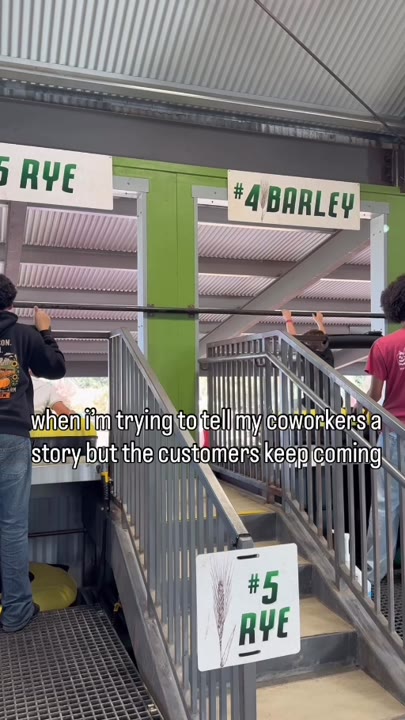 5 RYE
#4 BARLEY
when i'm trying to tell my coworkers a
story but the customers keep coming
#5
RYE